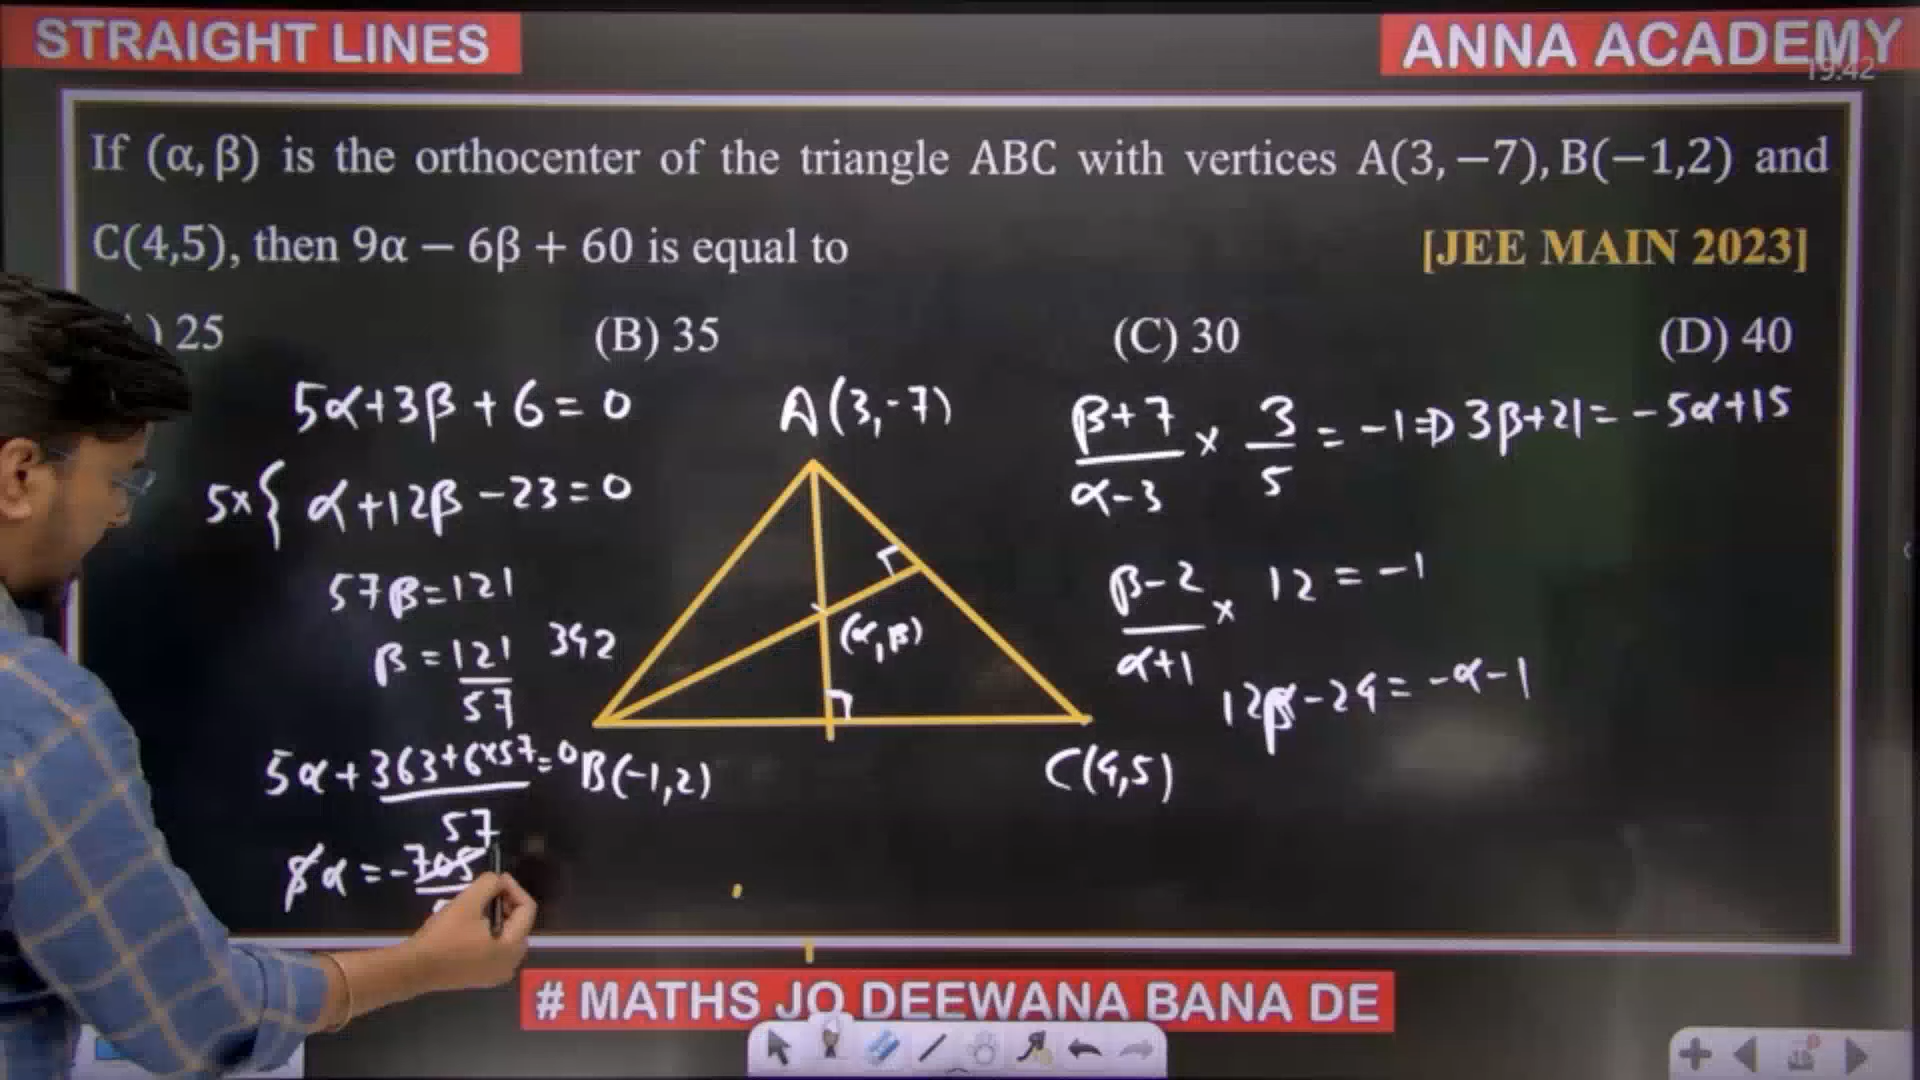 STRAIGHT LINES
ANNA ACADEMY
19:42
If (α, β) is the orthocenter of the triangle ABC with vertices A(3, −7), B(−1,2) and
C(4,5), then 9α − 6β + 60 is equal to
[JEE MAIN 2023]
) 25
(B) 35
(C) 30
(D) 40
5α+3β+6=0
5×{ α+12β-23=0
57β=121
β=121/57
342
5α+(363+6×57)/57=0
5α=-705
A(3,-7)
(α,β)
B(-1,2)
C(4,5)
(β+7)/(α-3) × 3/5 = -1 ⇒ 3β+21=-5α+15
(β-2)/(α+1) × 12 = -1
12β-24=-α-1
# MATHS JO DEEWANA BANA DE